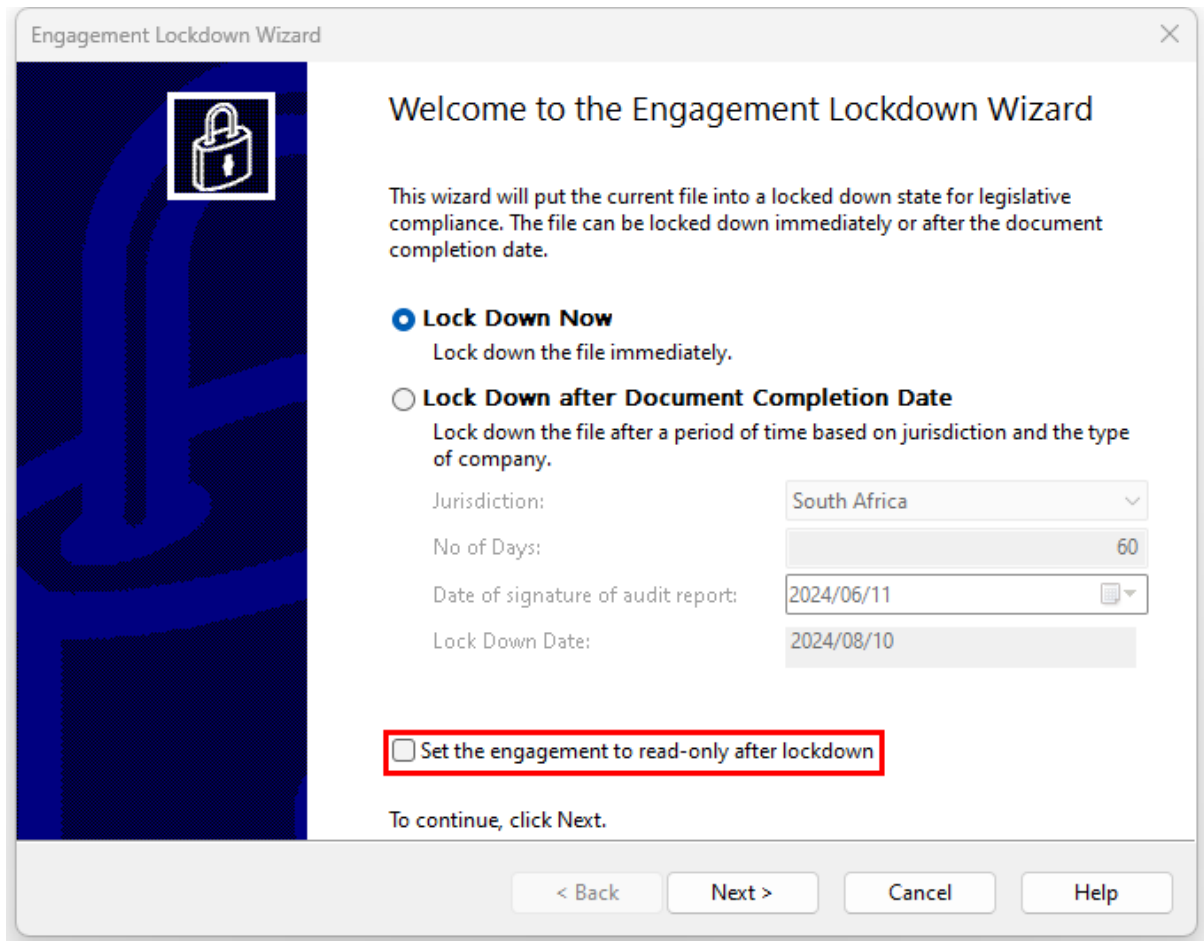 Engagement Lockdown Wizard
Welcome to the Engagement Lockdown Wizard
This wizard will put the current file into a locked down state for legislative
compliance. The file can be locked down immediately or after the document
completion date.
Lock Down Now
Lock down the file immediately.
Lock Down after Document Completion Date
Lock down the file after a period of time based on jurisdiction and the type
of company.
Jurisdiction: South Africa
No of Days: 60
Date of signature of audit report: 2024/06/11
Lock Down Date: 2024/08/10
Set the engagement to read-only after lockdown
To continue, click Next.
< Back Next > Cancel Help